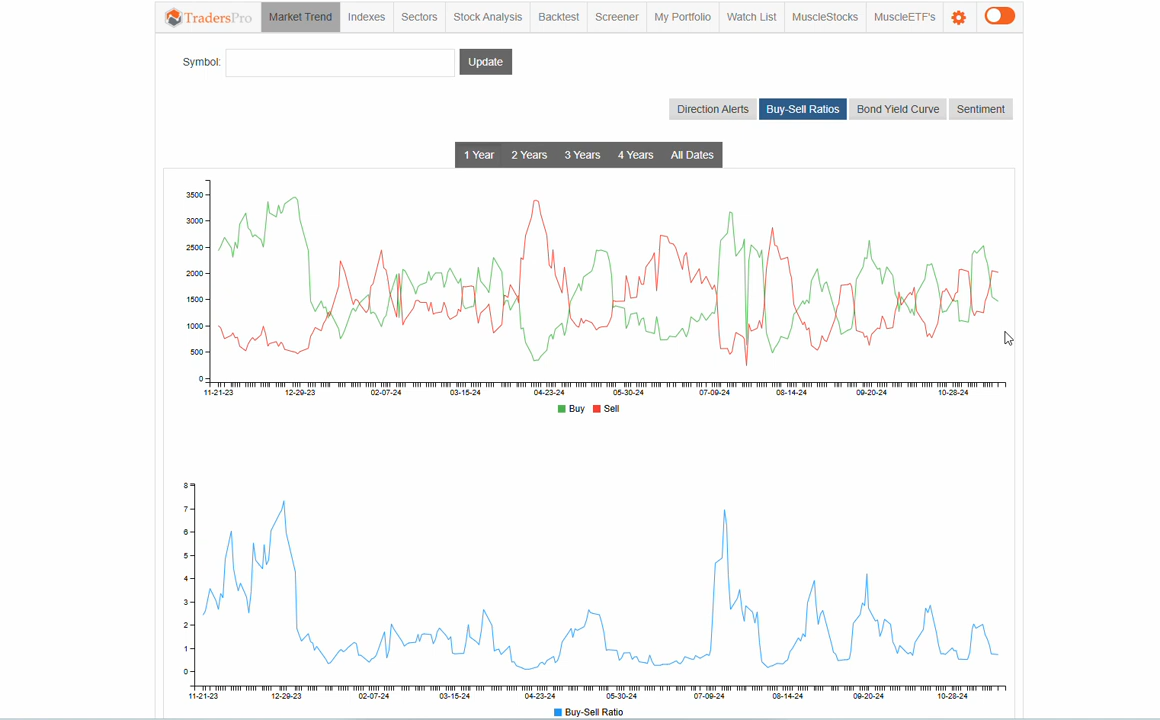 TradersPro Market Trend Indexes Sectors Stock Analysis Backtest Screener My Portfolio Watch List MuscleStocks MuscleETF's
Symbol: Update
Direction Alerts Buy-Sell Ratios Bond Yield Curve Sentiment
1 Year 2 Years 3 Years 4 Years All Dates
3500
3000
2500
2000
1500
1000
500
0
11-21-23 12-29-23 02-07-24 03-15-24 04-23-24 05-30-24 07-09-24 08-14-24 09-20-24 10-28-24
Buy Sell
8
7
6
5
4
3
2
1
0
11-21-23 12-29-23 02-07-24 03-15-24 04-23-24 05-30-24 07-09-24 08-14-24 09-20-24 10-28-24
Buy-Sell Ratio